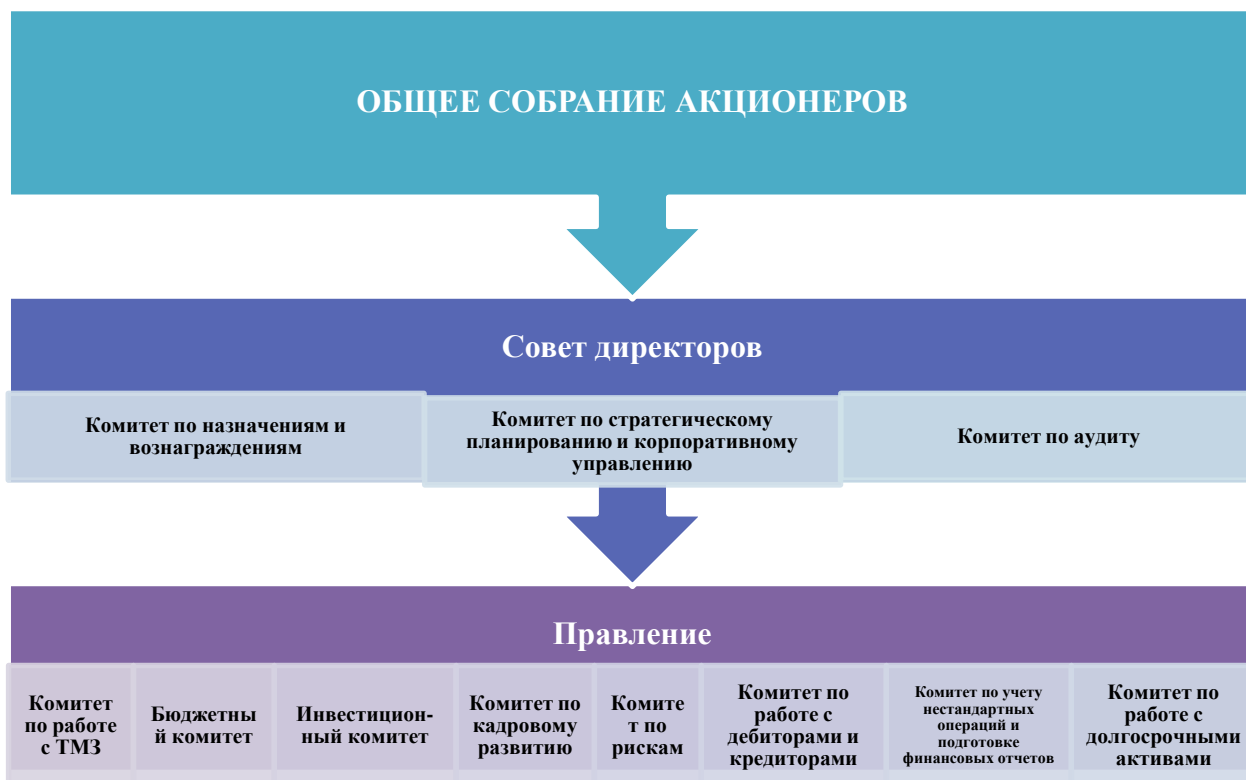 ОБЩЕЕ СОБРАНИЕ АКЦИОНЕРОВ
Совет директоров
Комитет по назначениям и
вознаграждениям
Комитет по стратегическому
планированию и корпоративному
управлению
Комитет по аудиту
Правление
Комитет
по работе
с ТМЗ
Бюджетны
й комитет
Инвестицион-
ный комитет
Комитет по
кадровому
развитию
Комите
т по
рискам
Комитет по
работе с
дебиторами и
кредиторами
Комитет по учету
нестандартных
операций и
подготовке
финансовых отчетов
Комитет по
работе с
долгосрочными
активами